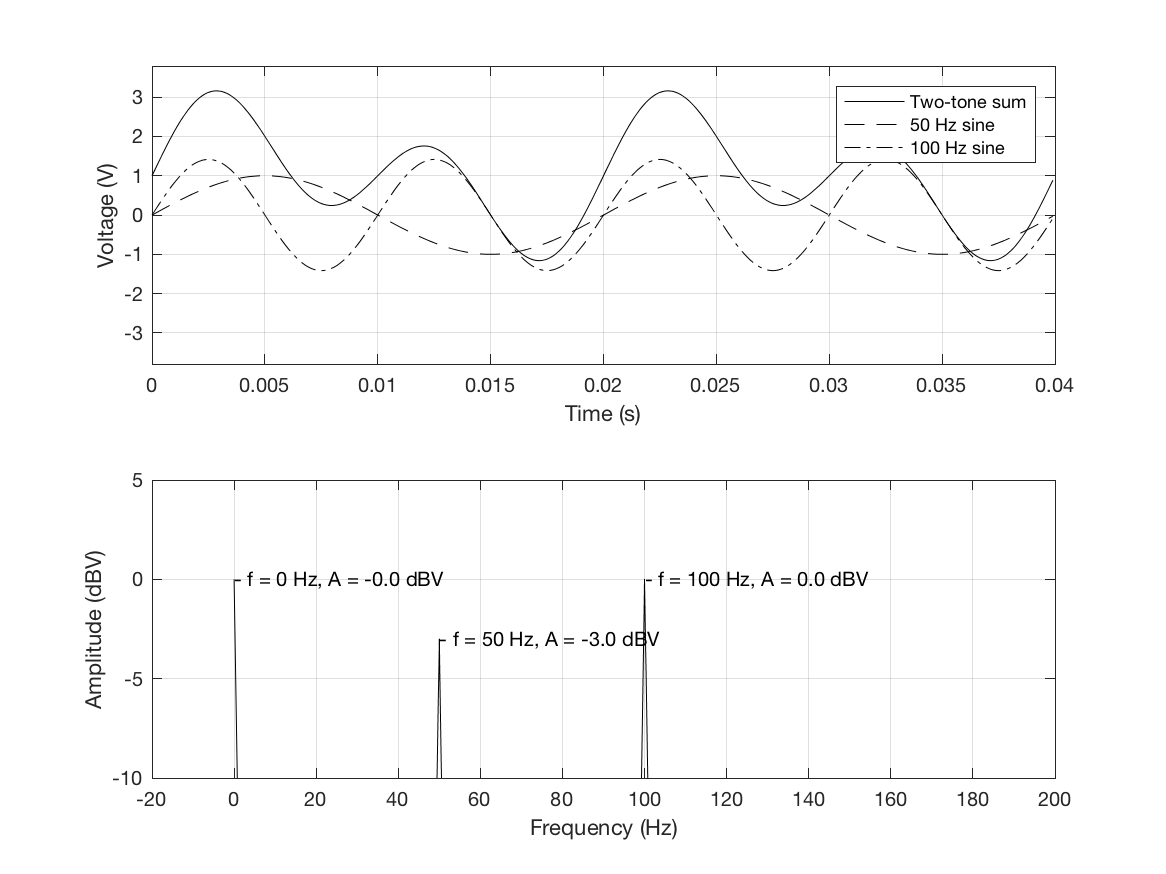 3
2
1
0
-1
-2
-3
Voltage (V)
Two-tone sum
50 Hz sine
100 Hz sine
0 0.005 0.01 0.015 0.02 0.025 0.03 0.035 0.04
Time (s)
5
0
-5
-10
Amplitude (dBV)
f = 0 Hz, A = -0.0 dBV
f = 100 Hz, A = 0.0 dBV
f = 50 Hz, A = -3.0 dBV
-20 0 20 40 60 80 100 120 140 160 180 200
Frequency (Hz)